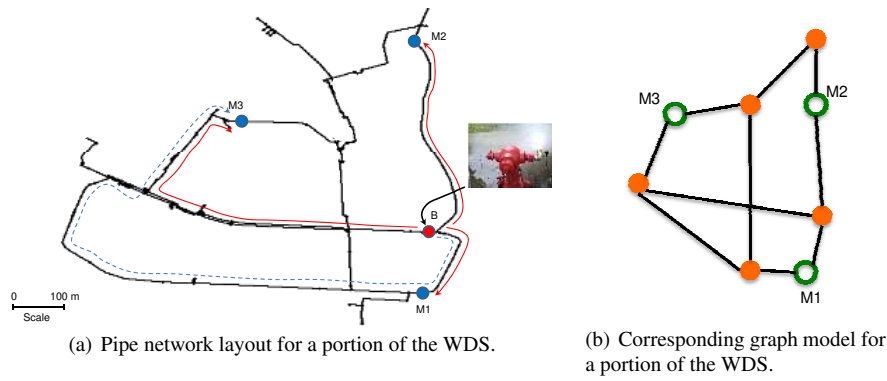 M2
M3
B
M1
0 100 m
Scale
(a) Pipe network layout for a portion of the WDS.
M3
M2
M1
(b) Corresponding graph model for
a portion of the WDS.